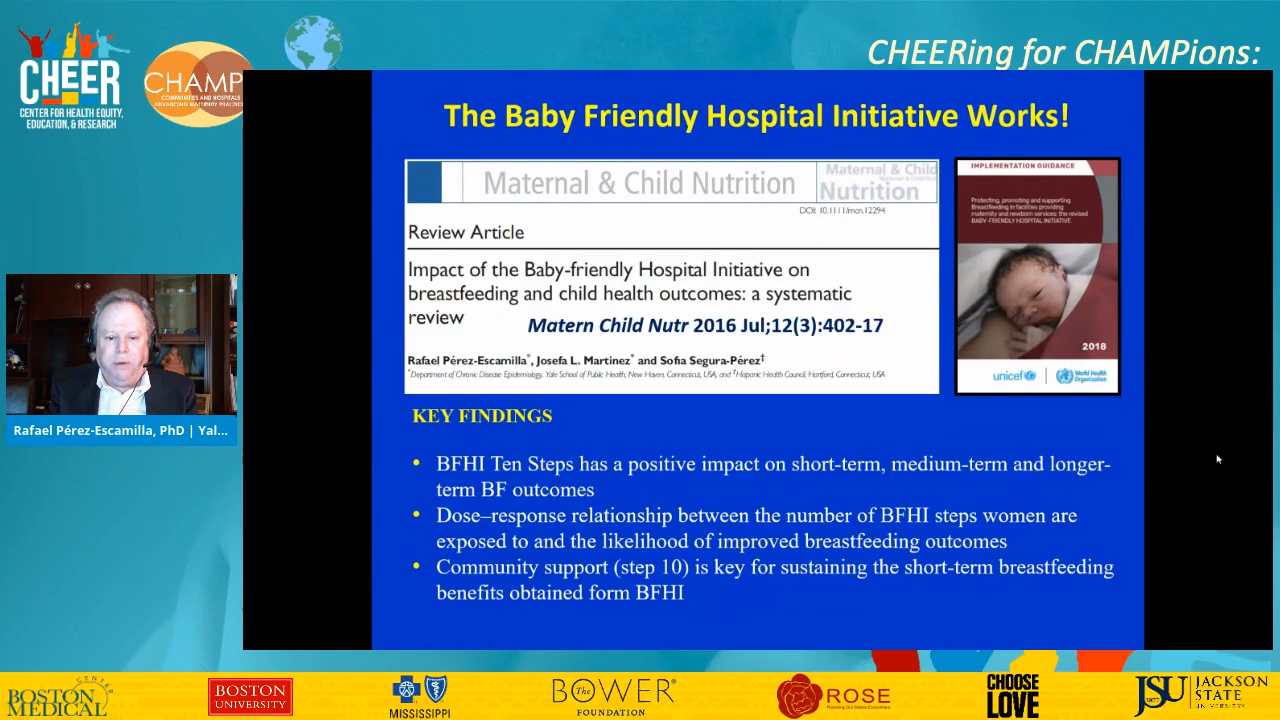 CHEER
CENTER FOR HEALTH EQUITY,
EDUCATION, & RESEARCH
CHAMP
COMMUNITIES AND HOSPITALS
ADVANCING MATERNITY PRACTIC
CHEERing for CHAMPions:
The Baby Friendly Hospital Initiative Works!
Maternal & Child Nutrition
Maternal & Child
Nutrition
DOI: 10.1111/mcn.12294
Review Article
Impact of the Baby-friendly Hospital Initiative on
breastfeeding and child health outcomes: a systematic
review
Matern Child Nutr 2016 Jul;12(3):402-17
Rafael Pérez-Escamilla*, Josefa L. Martinez* and Sofia Segura-Pérez†
*Department of Chronic Disease Epidemiology, Yale School of Public Health, New Haven, Connecticut, USA, and †Hispanic Health Council, Hartford, Connecticut, USA
IMPLEMENTATION GUIDANCE
Protecting, promoting and supporting
Breastfeeding in facilities providing
maternity and newborn services: the revised
BABY-FRIENDLY HOSPITAL INITIATIVE
2018
unicef
World Health
Organization
KEY FINDINGS
• BFHI Ten Steps has a positive impact on short-term, medium-term and longer-
term BF outcomes
• Dose–response relationship between the number of BFHI steps women are
exposed to and the likelihood of improved breastfeeding outcomes
• Community support (step 10) is key for sustaining the short-term breastfeeding
benefits obtained form BFHI
Rafael Pérez-Escamilla, PhD | Yal...
BOSTON
MEDICAL
CENTER
BOSTON
UNIVERSITY
MISSISSIPPI
The BOWER
FOUNDATION
ROSE
CHOOSE
LOVE
JSU
1877
JACKSON
STATE
UNIVERSITY